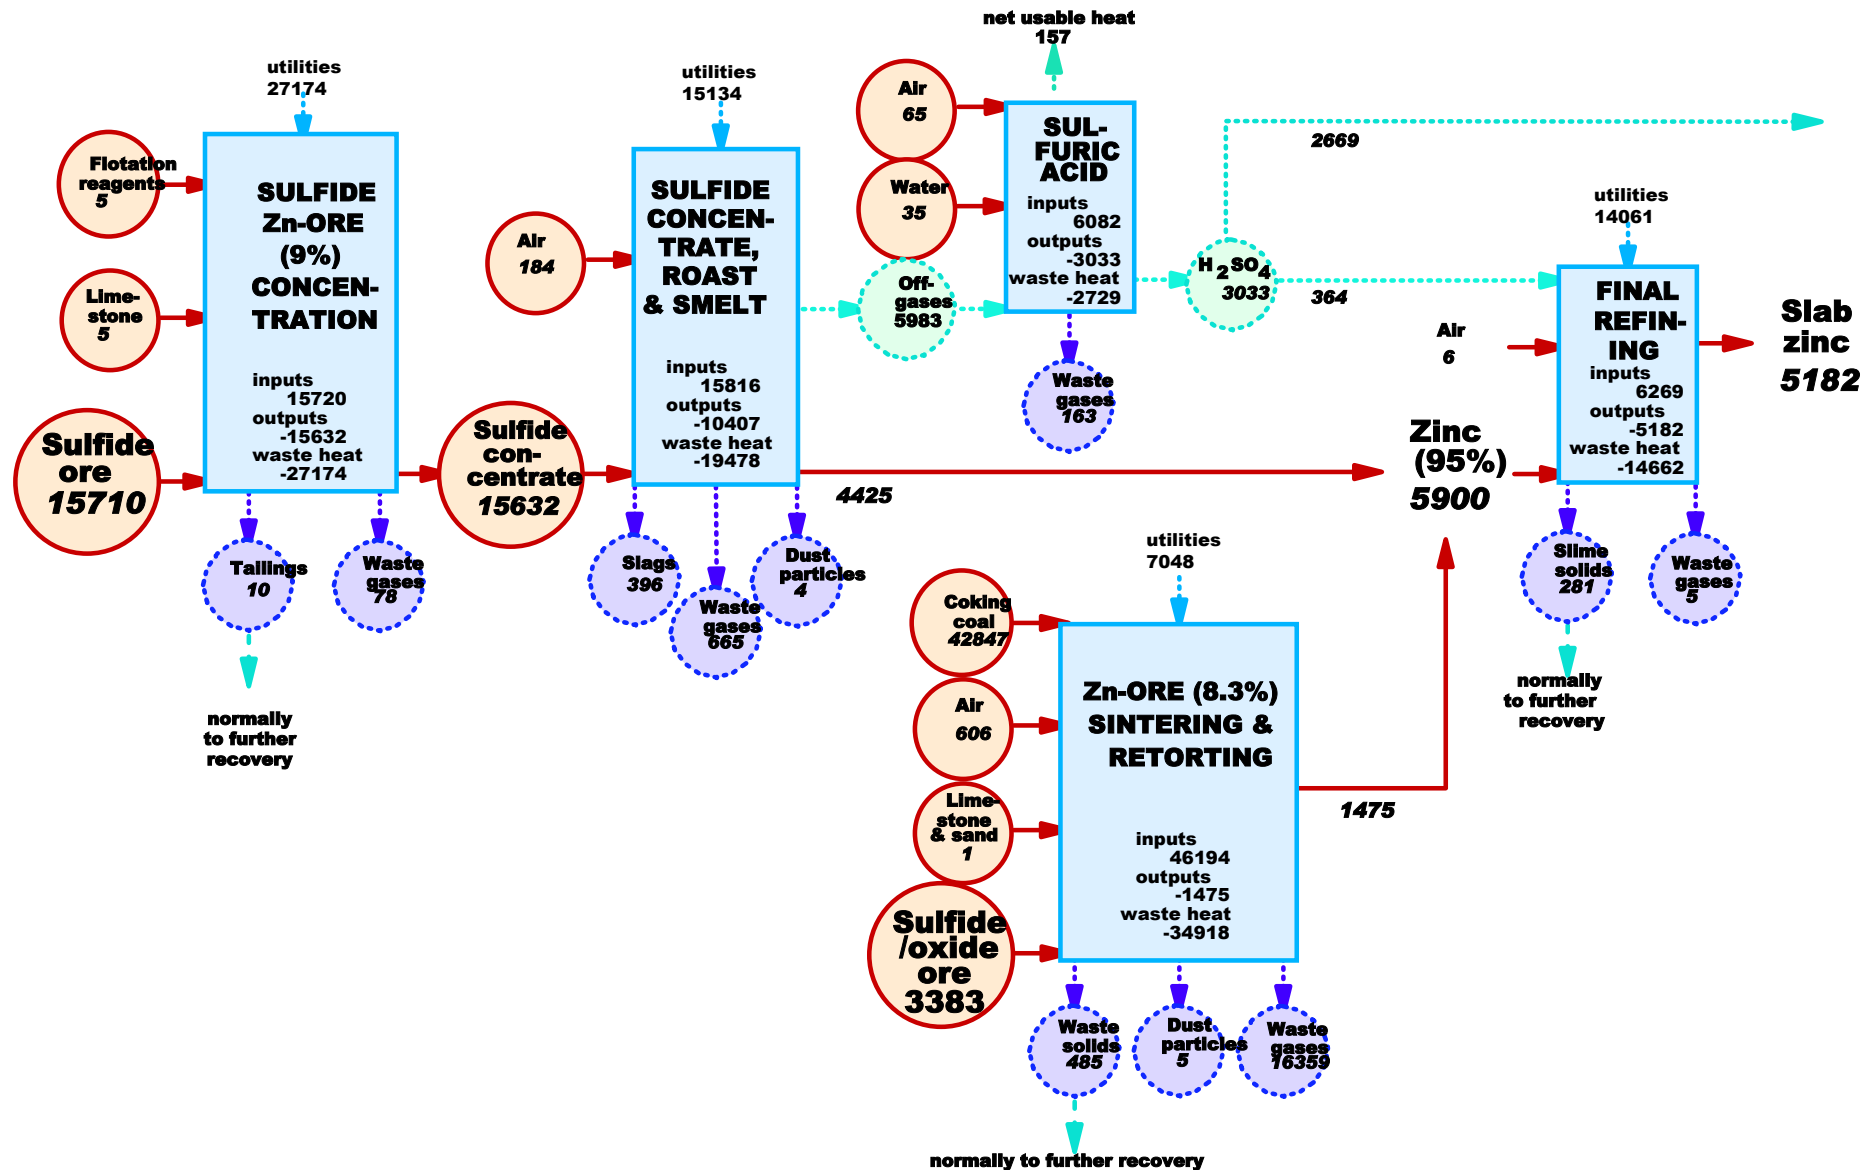 net usable heat
157
utilities
27174
Flotation
reagents
5
Lime-
stone
5
Sulfide
ore
15710
SULFIDE
Zn-ORE
(9%)
CONCEN-
TRATION
inputs
15720
outputs
-15632
waste heat
-27174
Tailings
10
Waste
gases
78
normally
to further
recovery
Sulfide
con-
centrate
15632
utilities
15134
Air
184
SULFIDE
CONCEN-
TRATE,
ROAST
& SMELT
inputs
15816
outputs
-10407
waste heat
-19478
Slags
396
Waste
gases
665
Dust
particles
4
4425
Air
65
Water
35
Off-
gases
5983
SUL-
FURIC
ACID
inputs
6082
outputs
-3033
waste heat
-2729
Waste
gases
163
H2SO4
3033
2669
364
utilities
14061
Air
6
Zinc
(95%)
5900
FINAL
REFIN-
ING
inputs
6269
outputs
-5182
waste heat
-14662
Slab
zinc
5182
Slime
solids
281
Waste
gases
5
normally
to further
recovery
utilities
7048
Coking
coal
42847
Air
606
Lime-
stone
& sand
1
Sulfide
/oxide
ore
3383
Zn-ORE (8.3%)
SINTERING &
RETORTING
inputs
46194
outputs
-1475
waste heat
-34918
1475
Waste
solids
485
Dust
particles
5
Waste
gases
16359
normally to further recovery